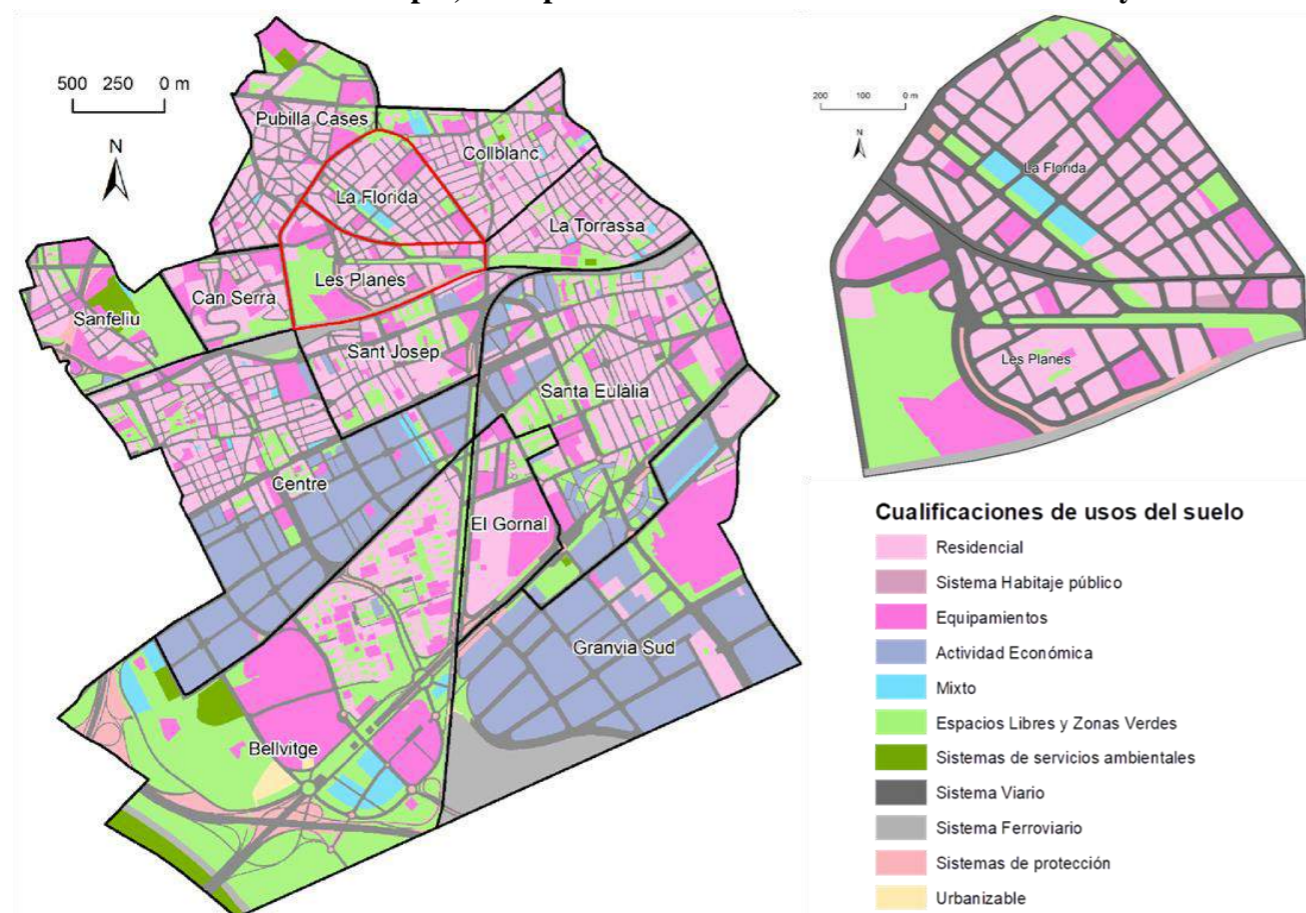 500 250 0 m
N
Pubilla Cases
Collblanc
La Florida
La Torrassa
Les Planes
Can Serra
Sanfeliu
Sant Josep
Santa Eulàlia
Centre
El Gornal
Granvia Sud
Bellvitge
200 100 0 m
N
La Florida
Les Planes
Cualificaciones de usos del suelo
Residencial
Sistema Habitaje público
Equipamientos
Actividad Económica
Mixto
Espacios Libres y Zonas Verdes
Sistemas de servicios ambientales
Sistema Viario
Sistema Ferroviario
Sistemas de protección
Urbanizable